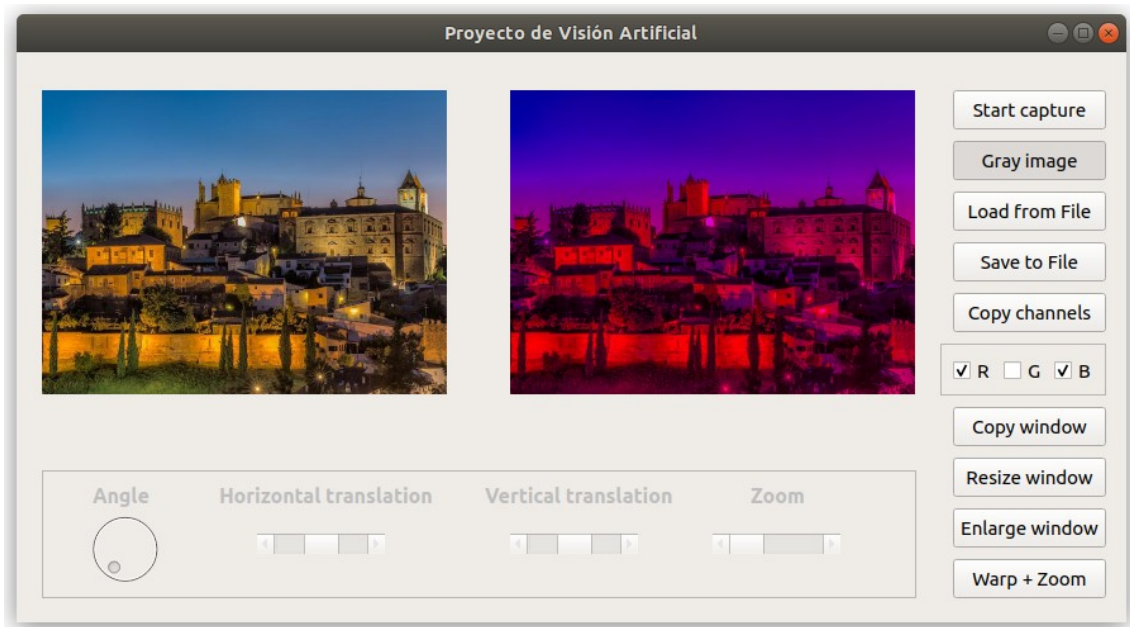 Proyecto de Visión Artificial
Start capture
Gray image
Load from File
Save to File
Copy channels
R G B
Copy window
Resize window
Enlarge window
Warp + Zoom
Angle Horizontal translation Vertical translation Zoom